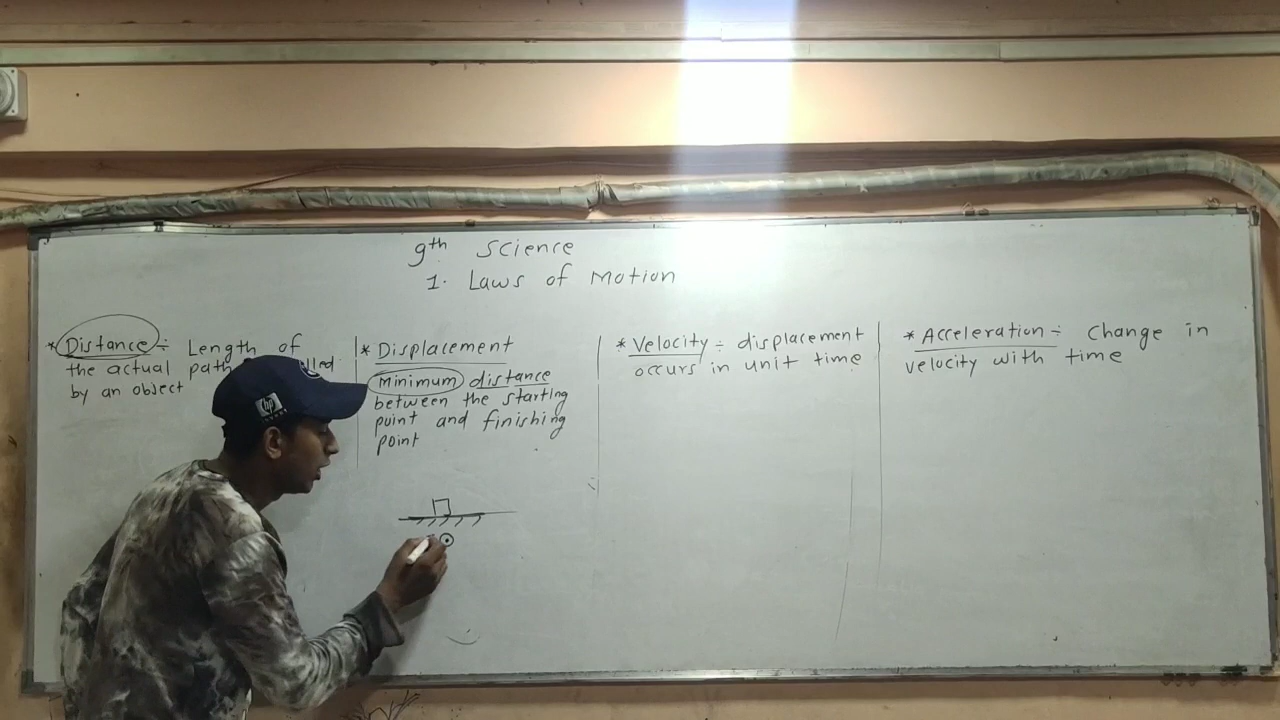 9th Science
1. Laws of Motion
* Distance ÷ Length of
the actual path
by an object
* Displacement
Minimum distance
between the starting
point and finishing
point
* Velocity ÷ displacement
occurs in unit time
* Acceleration ÷ change in
velocity with time
hp